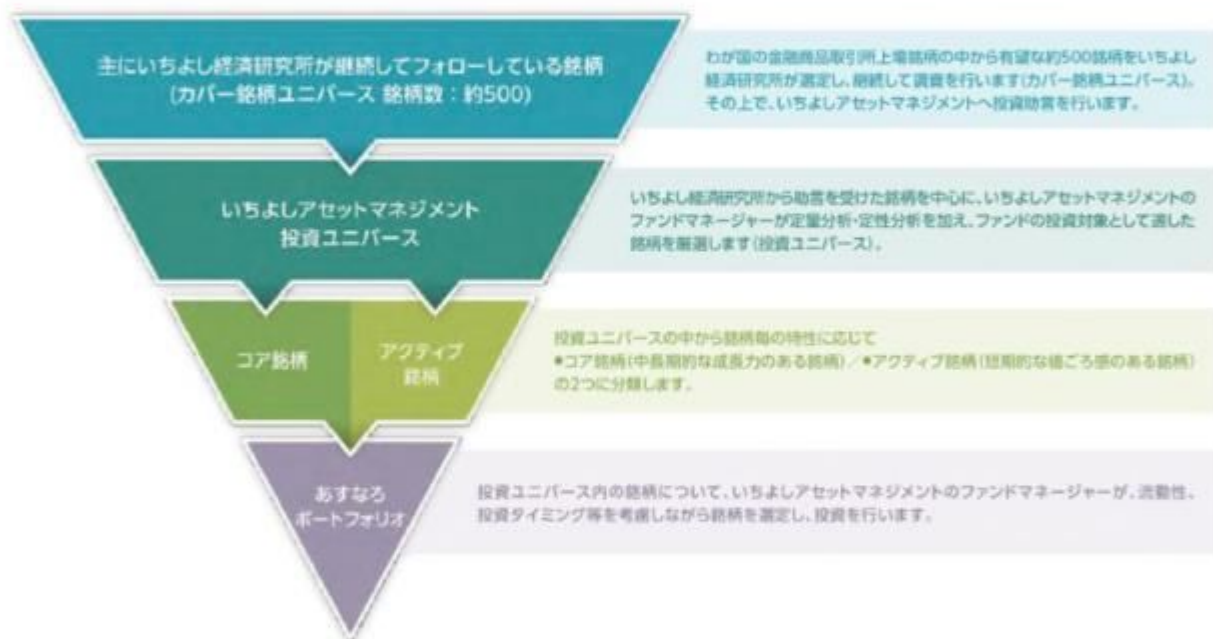 主にいちよし経済研究所が継続してフォローしている銘柄
(カバー銘柄ユニバース 銘柄数：約500)
わが国の金融商品取引所上場銘柄の中から有望な約500銘柄をいちよし
経済研究所が選定し、継続して調査を行います(カバー銘柄ユニバース)。
その上で、いちよしアセットマネジメントへ投資助言を行います。
いちよしアセットマネジメント
投資ユニバース
いちよし経済研究所から助言を受けた銘柄を中心に、いちよしアセットマネジメントの
ファンドマネージャーが定量分析・定性分析を加え、ファンドの投資対象として適した
銘柄を厳選します(投資ユニバース)。
コア銘柄
アクティブ
銘柄
投資ユニバースの中から銘柄毎の特性に応じて
●コア銘柄(中長期的な成長力のある銘柄)／●アクティブ銘柄(短期的な値ごろ感のある銘柄)
の2つに分類します。
あすなろ
ポートフォリオ
投資ユニバース内の銘柄について、いちよしアセットマネジメントのファンドマネージャーが、流動性、
投資タイミング等を考慮しながら銘柄を選定し、投資を行います。